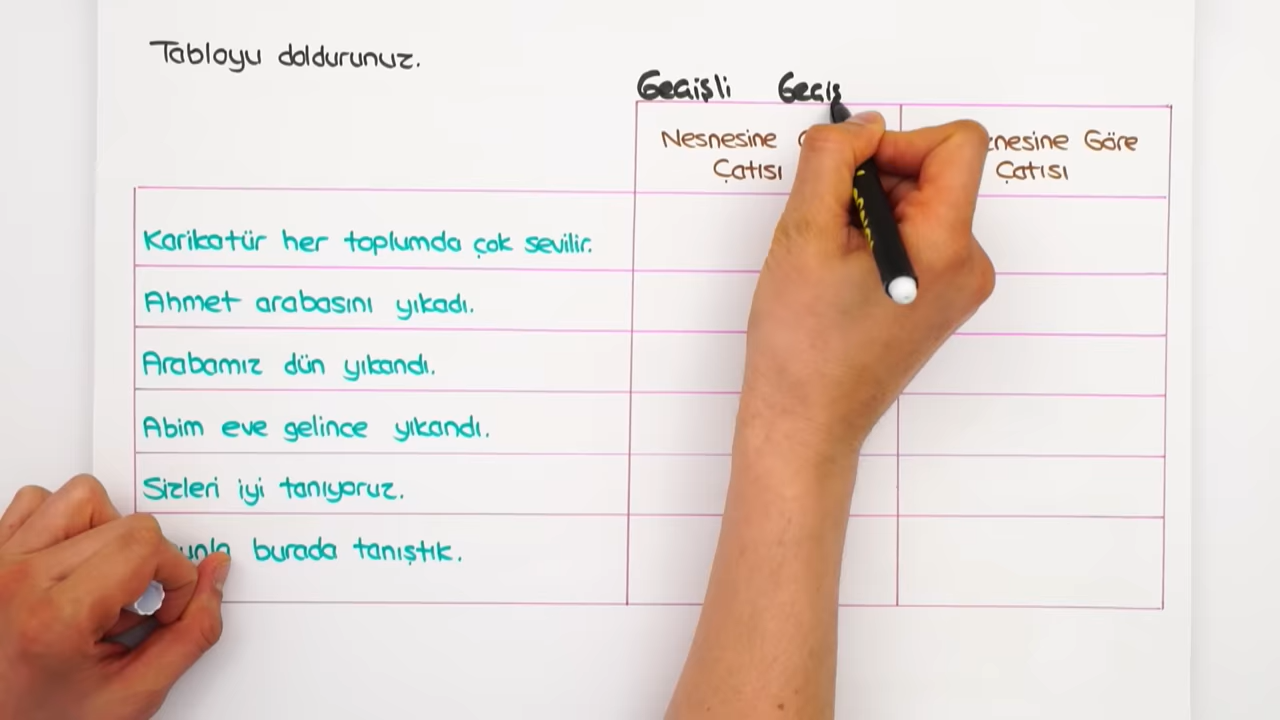 Tabloyu doldurunuz.
Geçişli Geçiş
Nesnesine
Çatısı
Göre
Çatısı
Karikatür her toplumda çok sevilir.
Ahmet arabasını yıkadı.
Arabamız dün yıkandı.
Abim eve gelince yıkandı.
Sizleri iyi tanıyoruz.
burada tanıştık.